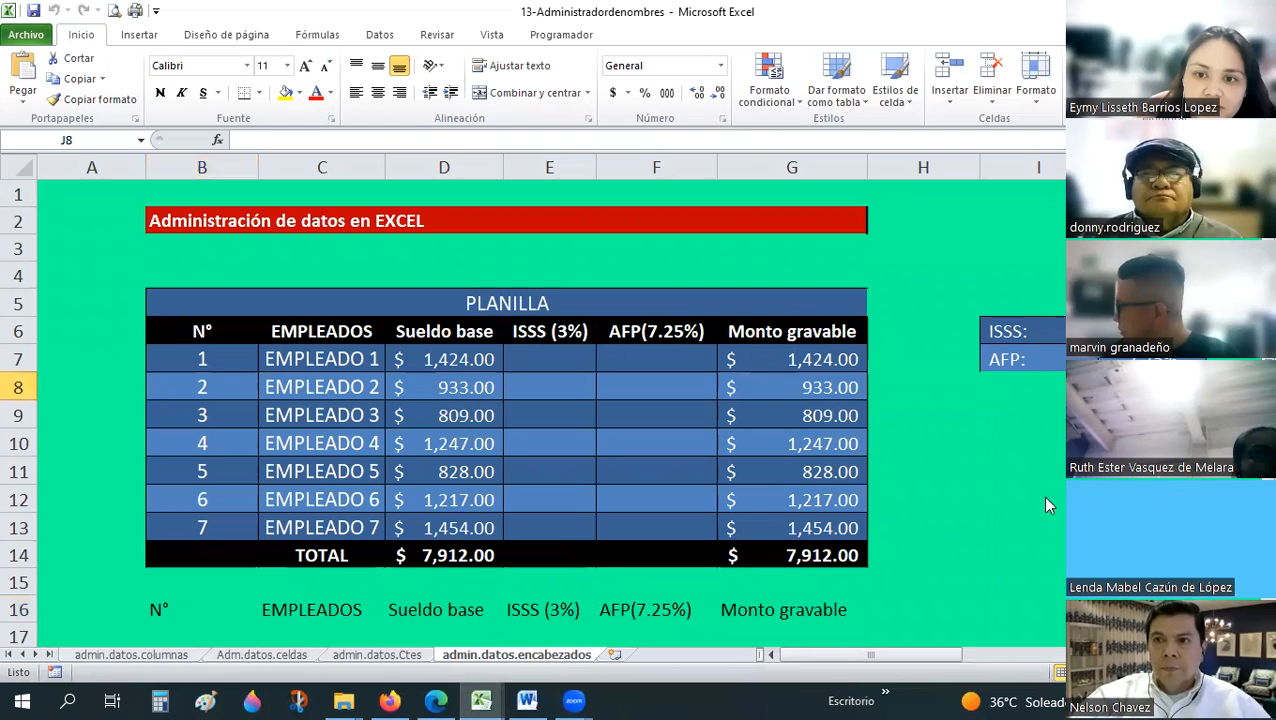 13-Administradordenombres - Microsoft Excel
Archivo Inicio Insertar Diseño de página Fórmulas Datos Revisar Vista Programador
Pegar
Cortar
Copiar
Copiar formato
Portapapeles
Calibri 11
N K S
Fuente
Ajustar texto
Combinar y centrar
Alineación
General
$ % 000
Número
Formato condicional
Dar formato como tabla
Estilos de celda
Estilos
Insertar
Eliminar
Formato
Celdas
J8 fx
A B C D E F G H I
1
2 Administración de datos en EXCEL
3
4
5 PLANILLA
6 N° EMPLEADOS Sueldo base ISSS (3%) AFP(7.25%) Monto gravable ISSS:
7 1 EMPLEADO 1 $ 1,424.00 $ 1,424.00 AFP:
8 2 EMPLEADO 2 $ 933.00 $ 933.00
9 3 EMPLEADO 3 $ 809.00 $ 809.00
10 4 EMPLEADO 4 $ 1,247.00 $ 1,247.00
11 5 EMPLEADO 5 $ 828.00 $ 828.00
12 6 EMPLEADO 6 $ 1,217.00 $ 1,217.00
13 7 EMPLEADO 7 $ 1,454.00 $ 1,454.00
14 TOTAL $ 7,912.00 $ 7,912.00
15
16 N° EMPLEADOS Sueldo base ISSS (3%) AFP(7.25%) Monto gravable
17
admin.datos.columnas Adm.datos.celdas admin.datos.Ctes admin.datos.encabezados
Listo
Escritorio » 36°C Soleado
Eymy Lisseth Barrios Lopez
donny.rodriguez
marvin granadeño
Ruth Ester Vasquez de Melara
Lenda Mabel Cazún de López
Nelson Chavez